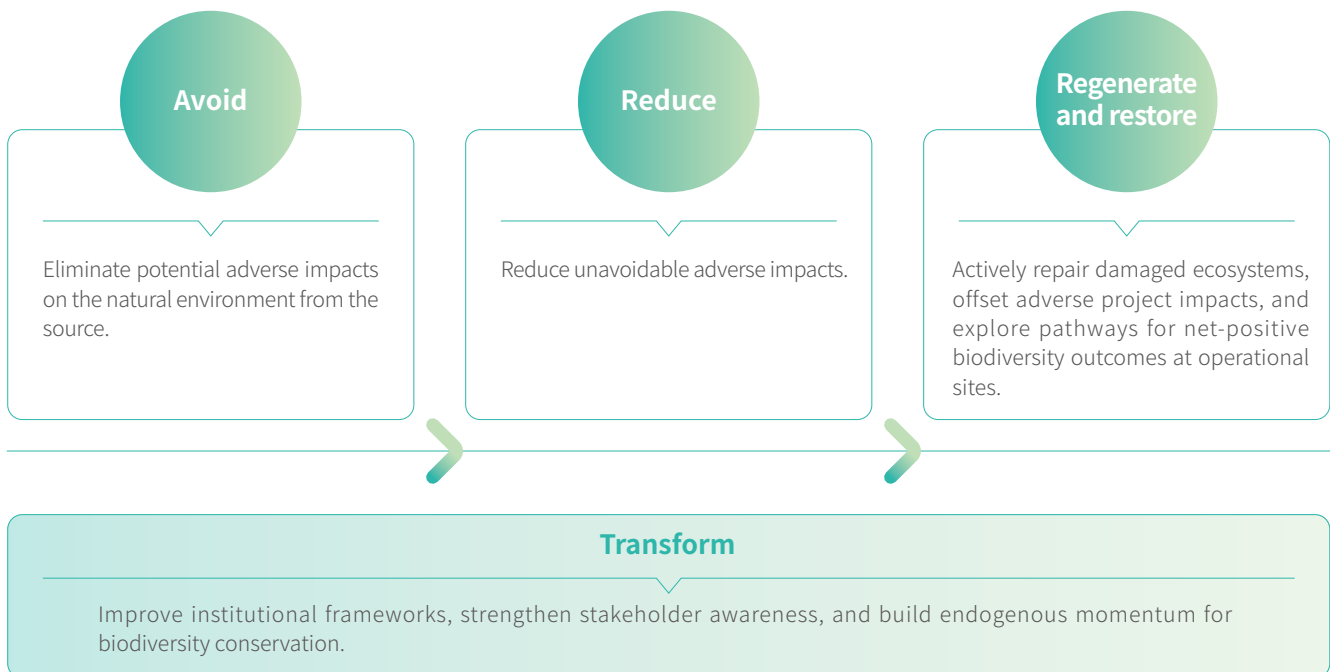 Avoid
Eliminate potential adverse impacts
on the natural environment from the
source.
Reduce
Reduce unavoidable adverse impacts.
Regenerate
and restore
Actively repair damaged ecosystems,
offset adverse project impacts, and
explore pathways for net-positive
biodiversity outcomes at operational
sites.
Transform
Improve institutional frameworks, strengthen stakeholder awareness, and build endogenous momentum for
biodiversity conservation.